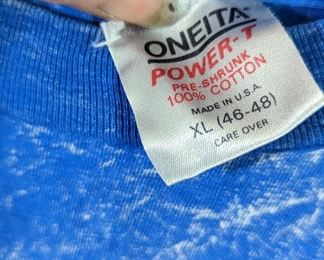 ONEITA®
POWER-T
PRE-SHRUNK
100% COTTON
MADE IN U.S.A.
XL (46-48)
CARE OVER